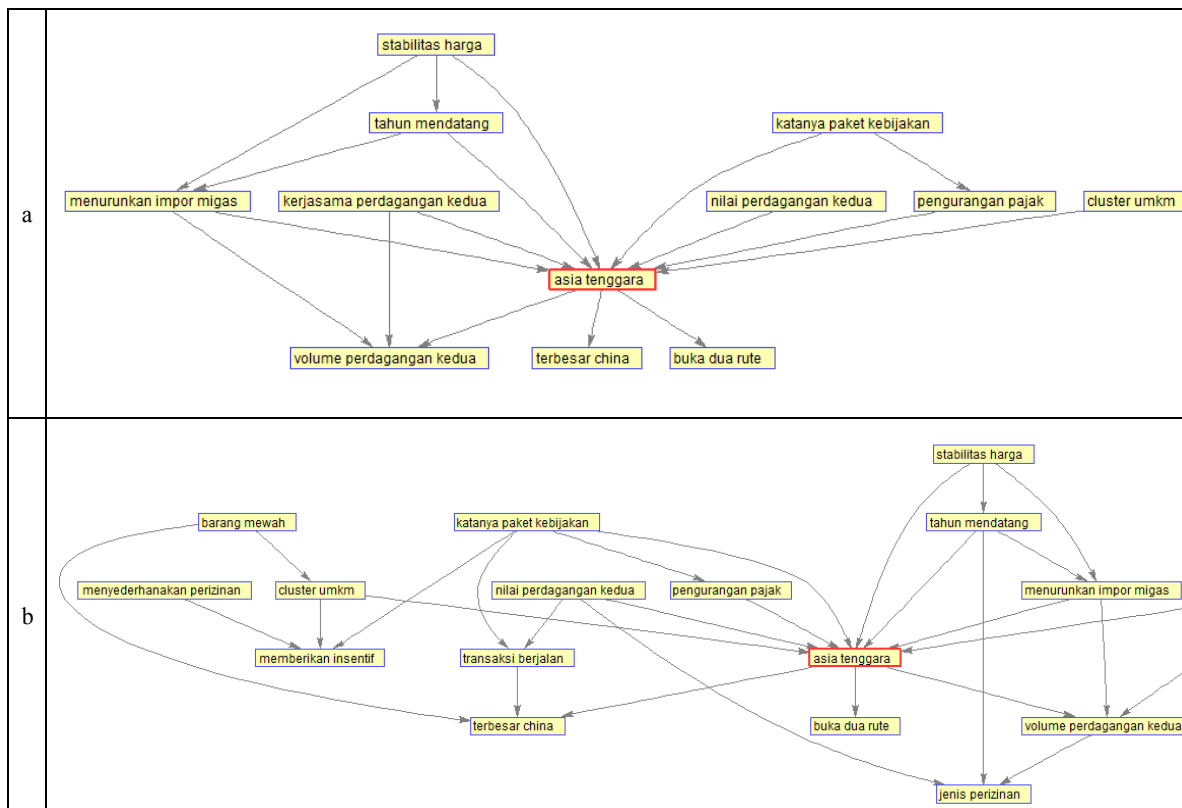 a
stabilitas harga
tahun mendatang
katanya paket kebijakan
menurunkan impor migas
kerjasama perdagangan kedua
nilai perdagangan kedua
pengurangan pajak
cluster umkm
asia tenggara
volume perdagangan kedua
terbesar china
buka dua rute
b
stabilitas harga
barang mewah
katanya paket kebijakan
tahun mendatang
menyederhanakan perizinan
cluster umkm
nilai perdagangan kedua
pengurangan pajak
menurunkan impor migas
memberikan insentif
transaksi berjalan
asia tenggara
terbesar china
buka dua rute
volume perdagangan kedua
jenis perizinan